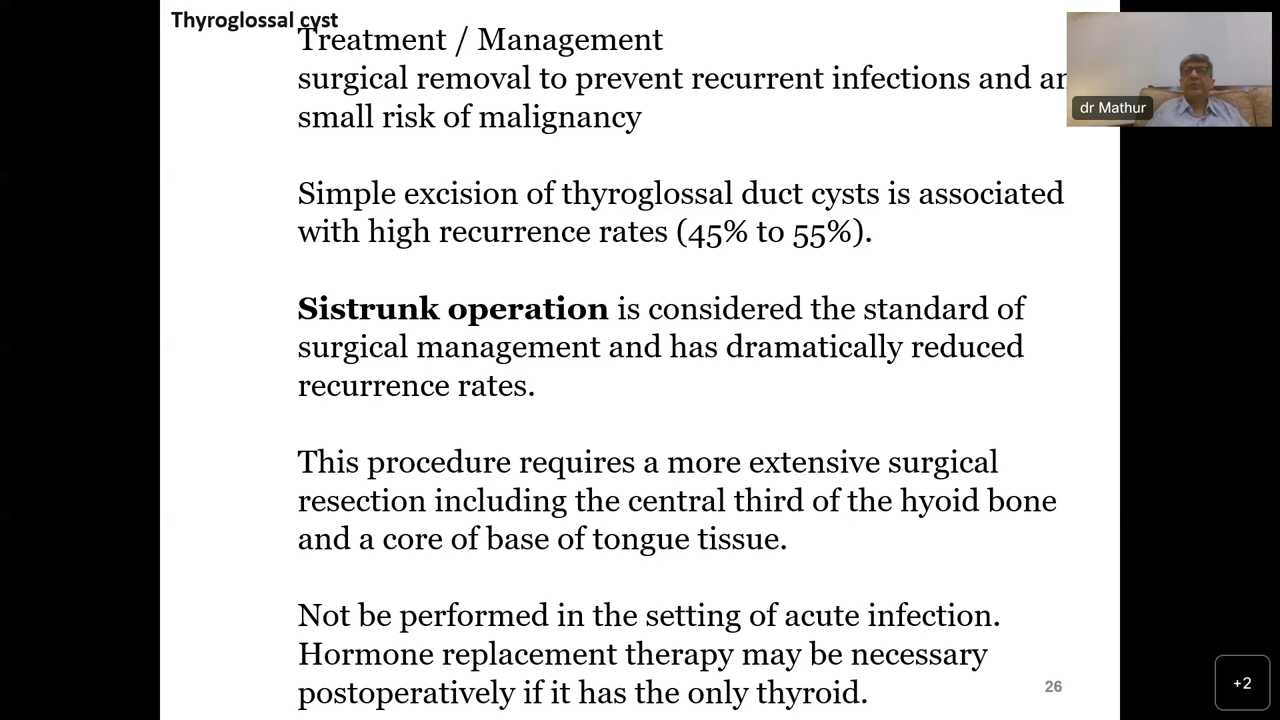 Thyroglossal cyst
Treatment / Management
surgical removal to prevent recurrent infections and
small risk of malignancy
dr Mathur
Simple excision of thyroglossal duct cysts is associated
with high recurrence rates (45% to 55%).
Sistrunk operation is considered the standard of
surgical management and has dramatically reduced
recurrence rates.
This procedure requires a more extensive surgical
resection including the central third of the hyoid bone
and a core of base of tongue tissue.
Not be performed in the setting of acute infection.
Hormone replacement therapy may be necessary
postoperatively if it has the only thyroid.
26
+2